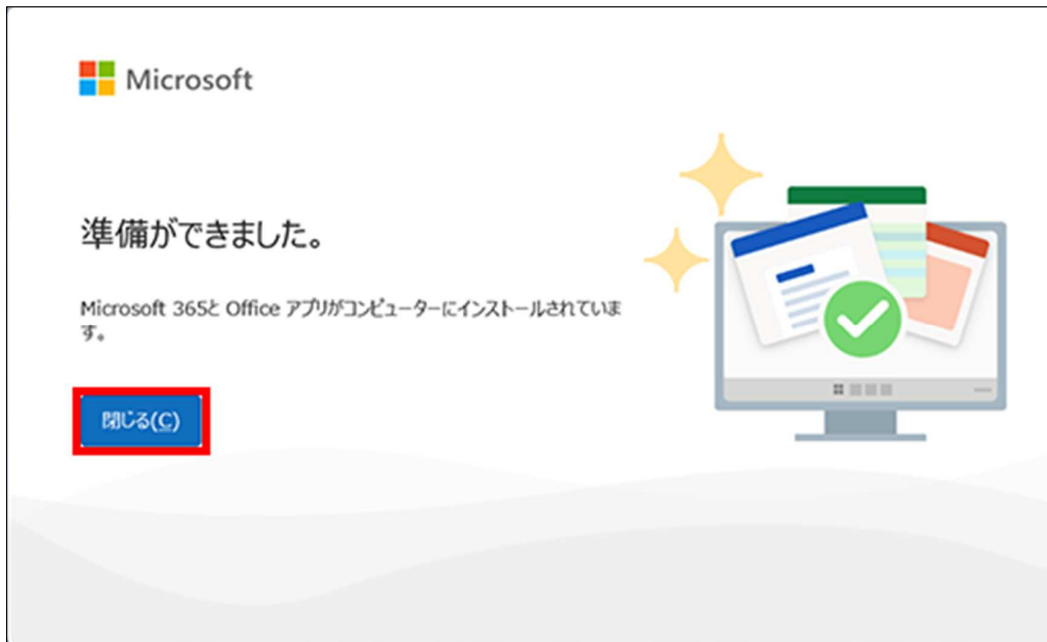 Microsoft
準備ができました。
Microsoft 365と Office アプリがコンピューターにインストールされていま
す。
閉じる(C)